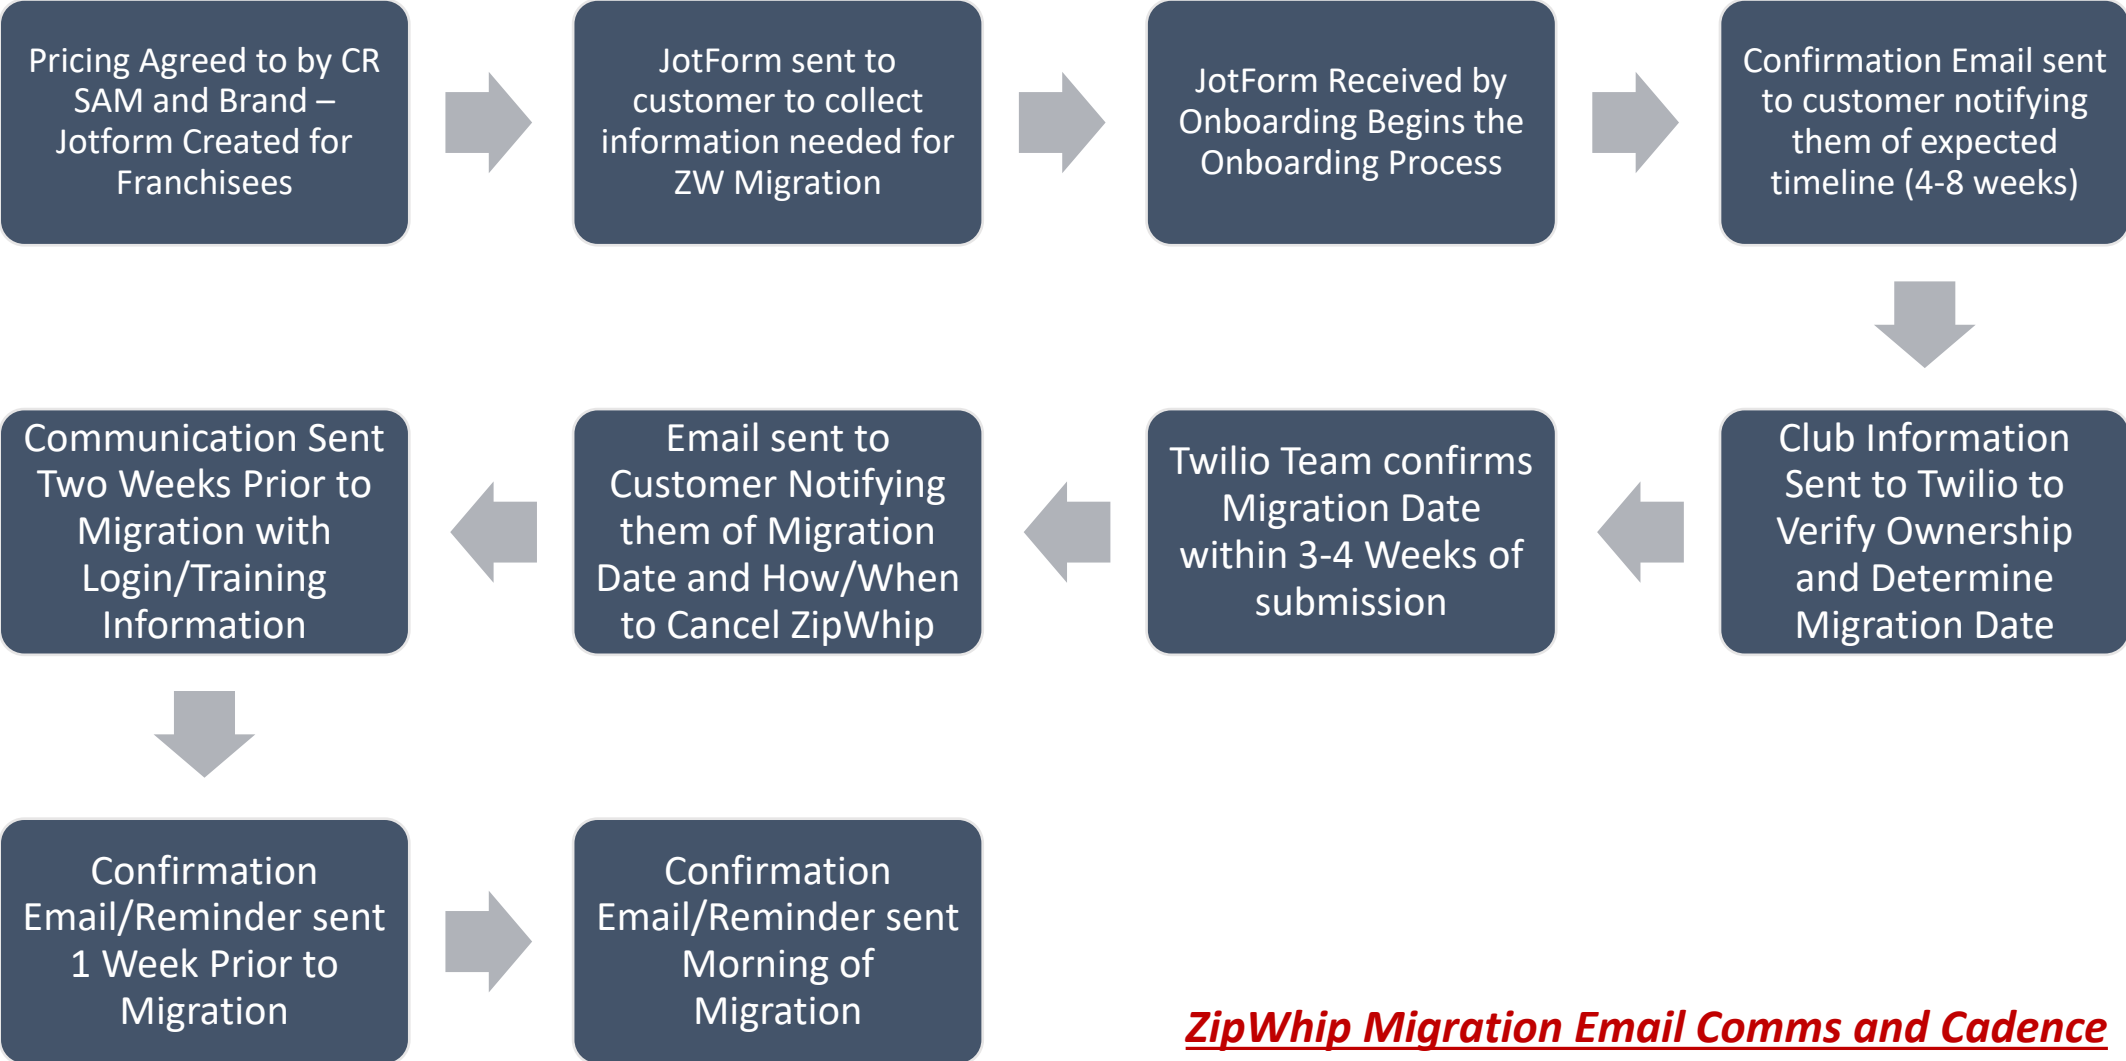 Pricing Agreed to by CR
SAM and Brand –
Jotform Created for
Franchisees
JotForm sent to
customer to collect
information needed for
ZW Migration
JotForm Received by
Onboarding Begins the
Onboarding Process
Confirmation Email sent
to customer notifying
them of expected
timeline (4-8 weeks)
Club Information
Sent to Twilio to
Verify Ownership
and Determine
Migration Date
Twilio Team confirms
Migration Date
within 3-4 Weeks of
submission
Email sent to
Customer Notifying
them of Migration
Date and How/When
to Cancel ZipWhip
Communication Sent
Two Weeks Prior to
Migration with
Login/Training
Information
Confirmation
Email/Reminder sent
1 Week Prior to
Migration
Confirmation
Email/Reminder sent
Morning of
Migration
ZipWhip Migration Email Comms and Cadence